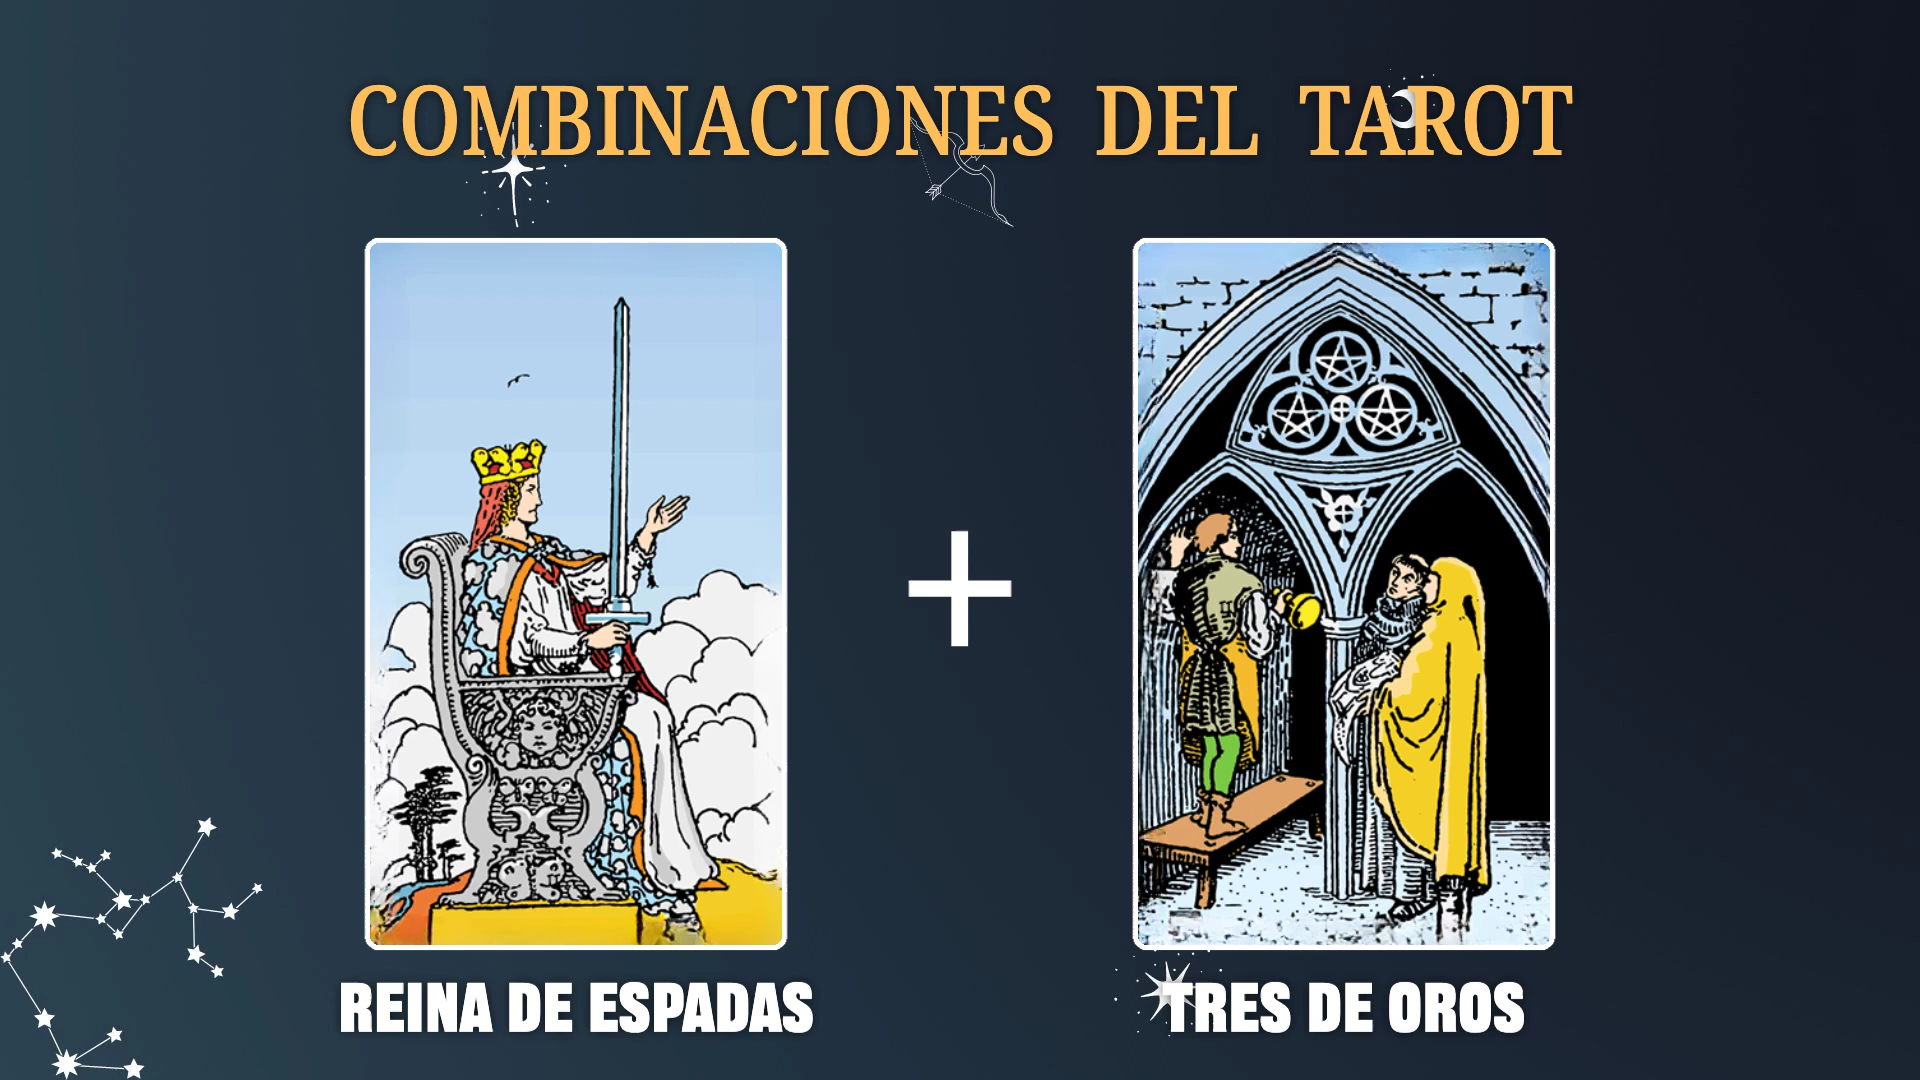 COMBINACIONES DEL TAROT
+
REINA DE ESPADAS
TRES DE OROS